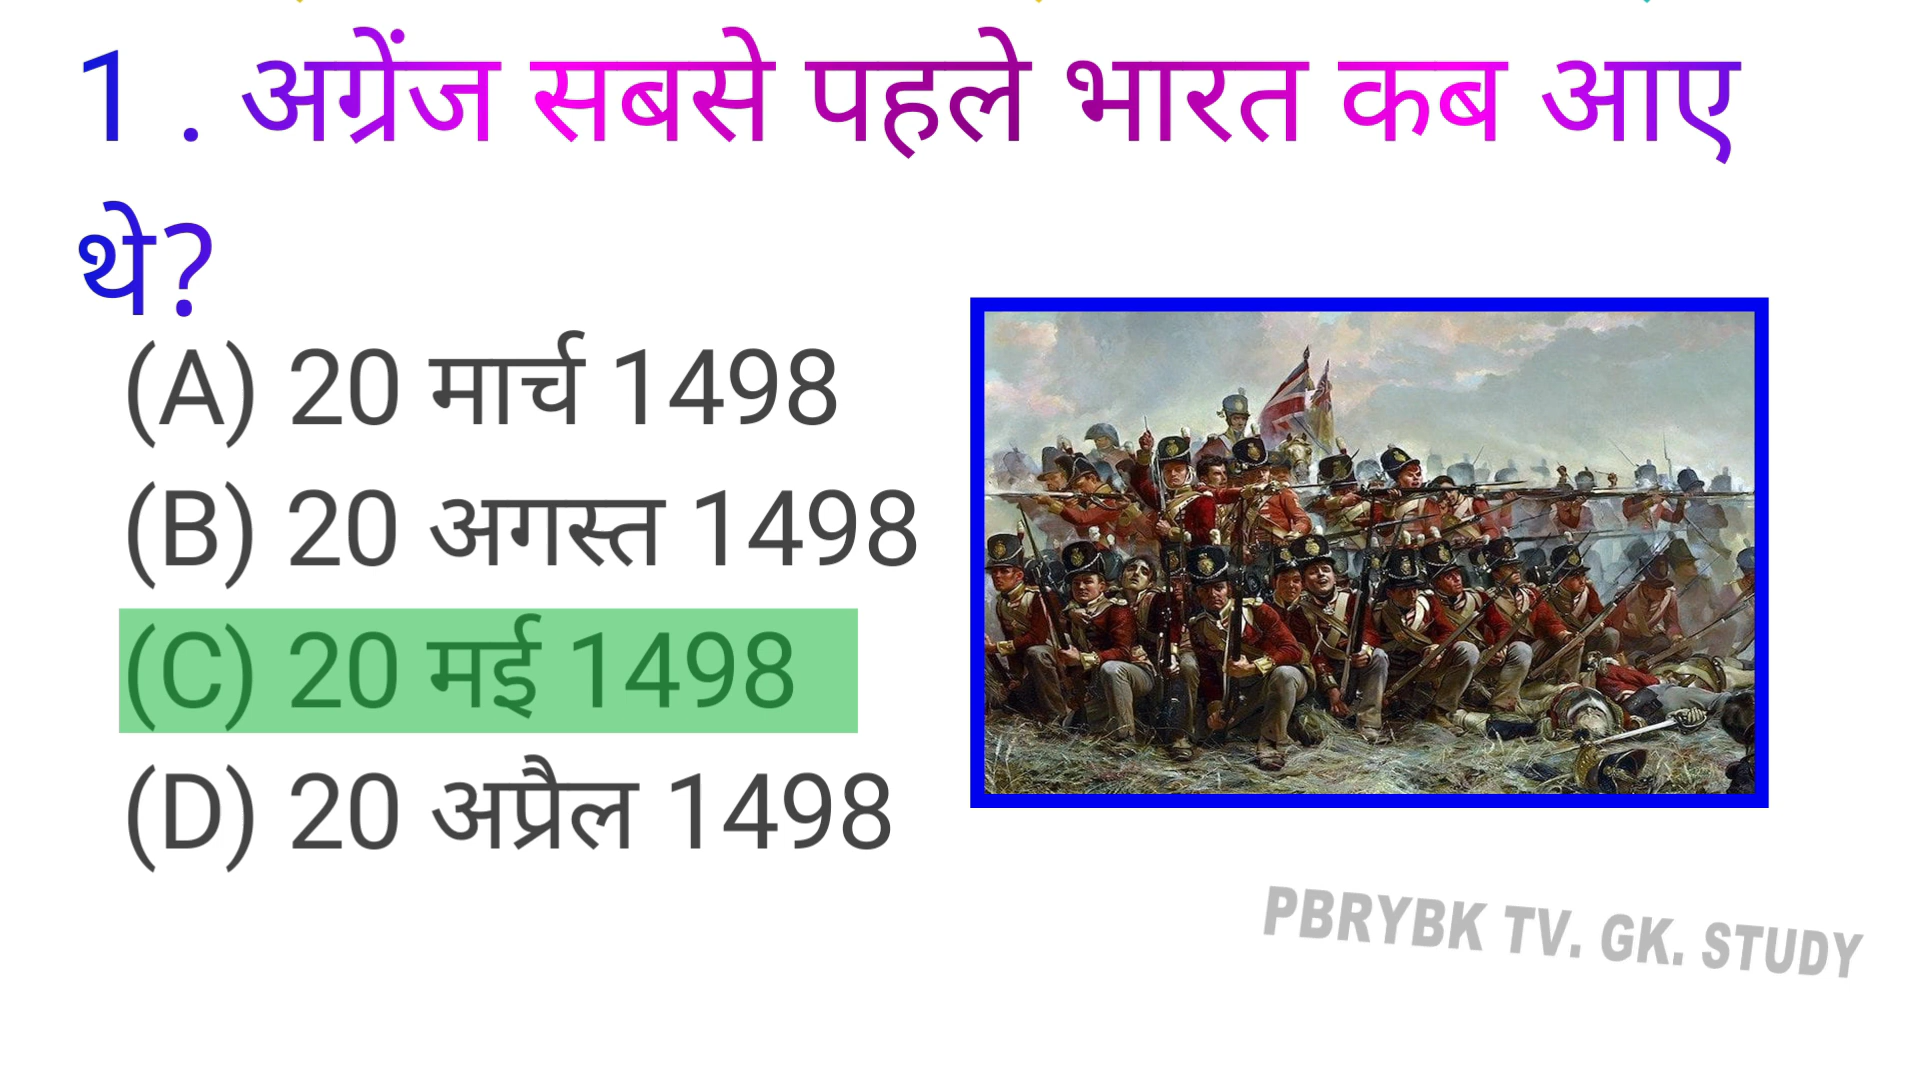 1 . अग्रेंज सबसे पहले भारत कब आए
थे?
(A) 20 मार्च 1498
(B) 20 अगस्त 1498
(C) 20 मई 1498
(D) 20 अप्रैल 1498
PBRYBK TV. GK. STUDY